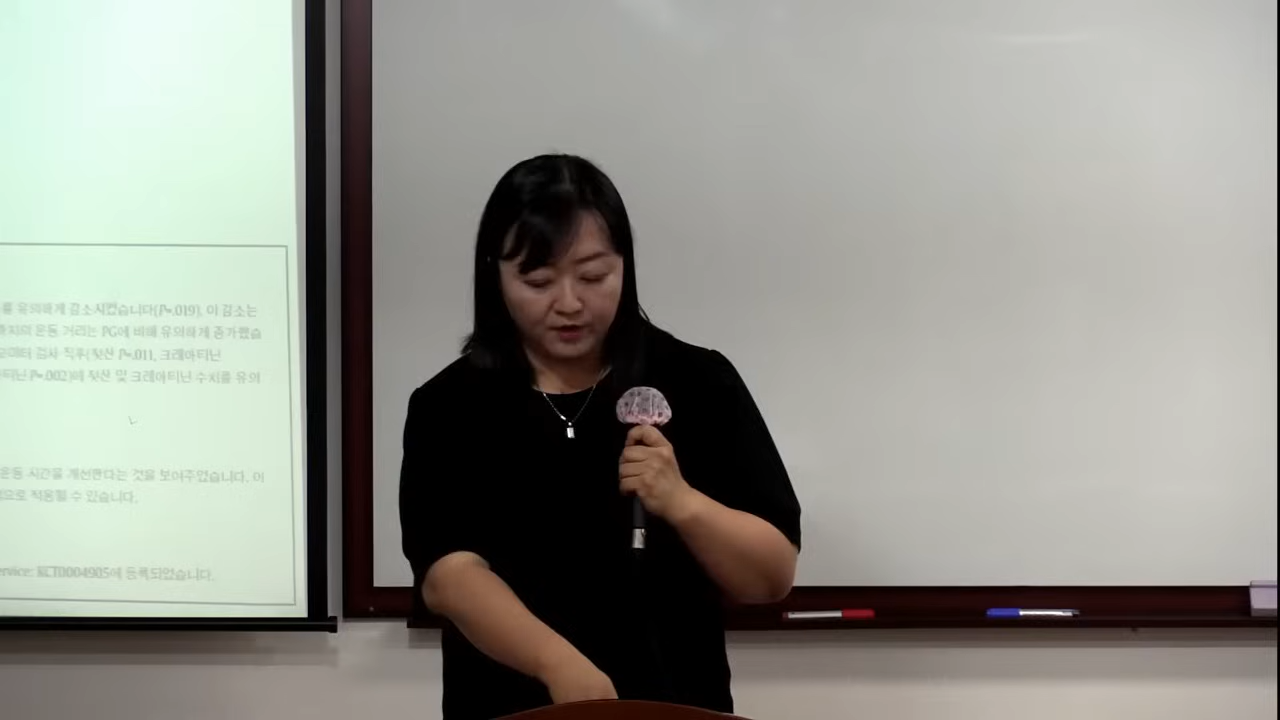 를 유의하게 감소시켰습니다(P=.019). 이 감소는
운동 거리는 PG에 비해 유의하게 증가했습
검사 직후(젖산 P=.011, 크레아티닌
P=.002)에 젖산 및 크레아티닌 수치를 유의
운동 시간을 개선한다는 것을 보여주었습니다. 이
으로 적용될 수 있습니다.
ervice: KCT0004905에 등록되었습니다.